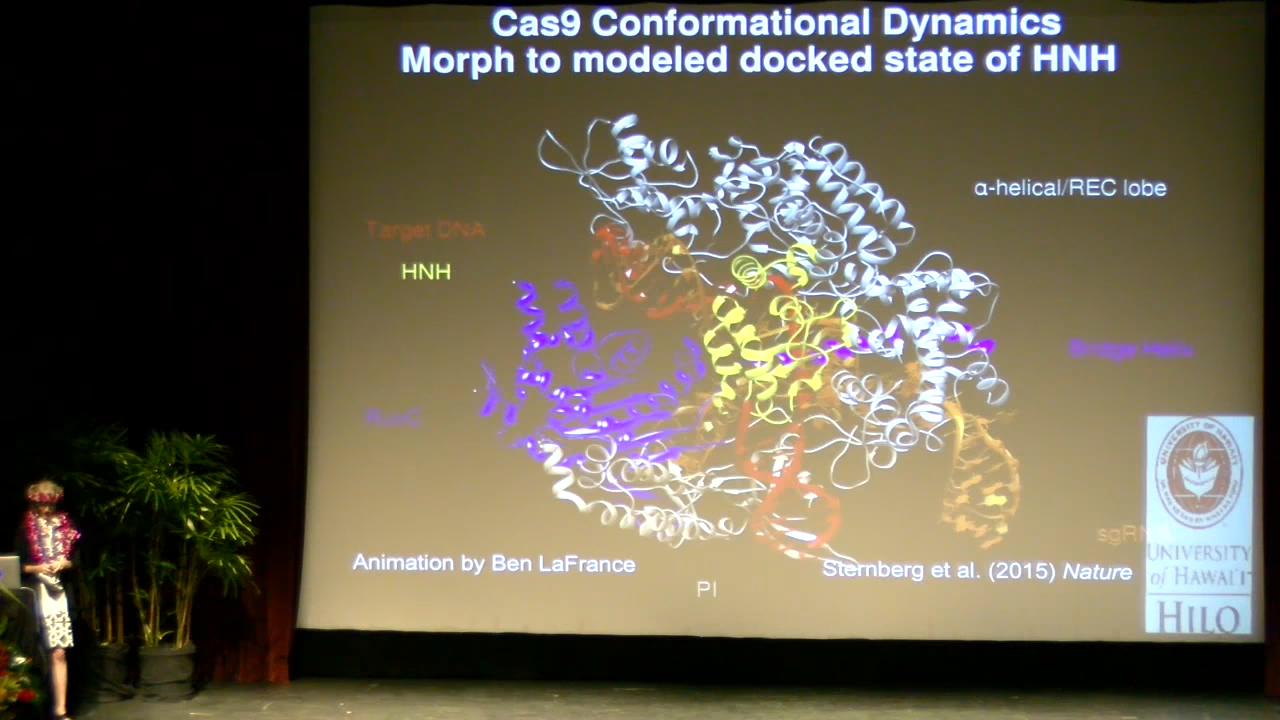 Cas9 Conformational Dynamics
Morph to modeled docked state of HNH
α-helical/REC lobe
Target DNA
HNH
Bridge Helix
RuvC
Animation by Ben LaFrance
PI
Sternberg et al. (2015) Nature
UNIVERSITY
of HAWAI'I
HILO